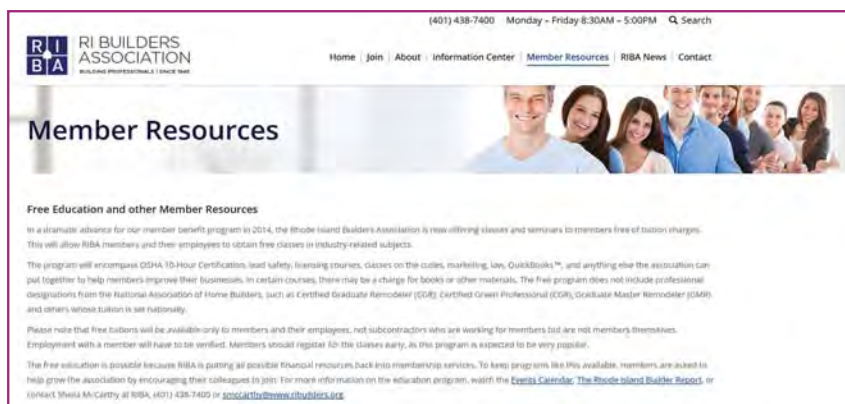 (401) 438-7400 Monday – Friday 8:30AM – 5:00PM Search
RI
BA
RI BUILDERS
ASSOCIATION
BUILDING PROFESSIONALS | SINCE 1945
Home | Join | About | Information Center | Member Resources | RIBA News | Contact
Member Resources
Free Education and other Member Resources
In a dramatic advance for our member benefit program in 2014, the Rhode Island Builders Association is now offering classes and seminars to members free of tuition charges.
This will allow RIBA members and their employees to obtain free classes in industry-related subjects.
The program will encompass OSHA 10-Hour Certification, lead safety, licensing courses, classes on the codes, marketing, law, QuickBooks™, and anything else the association can
put together to help members improve their businesses. In certain courses, there may be a charge for books or other materials. The free program does not include professional
designations from the National Association of Home Builders, such as Certified Graduate Remodeler (CGR), Certified Green Professional (CGR), Graduate Master Remodeler (GMR)
and others whose tuition is set nationally.
Please note that free tuitions will be available only to members and their employees, not subcontractors who are working for members but are not members themselves.
Employment with a member will have to be verified. Members should register for the classes early, as this program is expected to be very popular.
The free education is possible because RIBA is putting all possible financial resources back into membership services. To keep programs like this available, members are asked to
help grow the association by encouraging their colleagues to join. For more information on the education program, watch the Events Calendar, The Rhode Island Builder Report, or
contact Sheila McCarthy at RIBA, (401) 438-7400 or smccarthy@www.ribuilders.org.